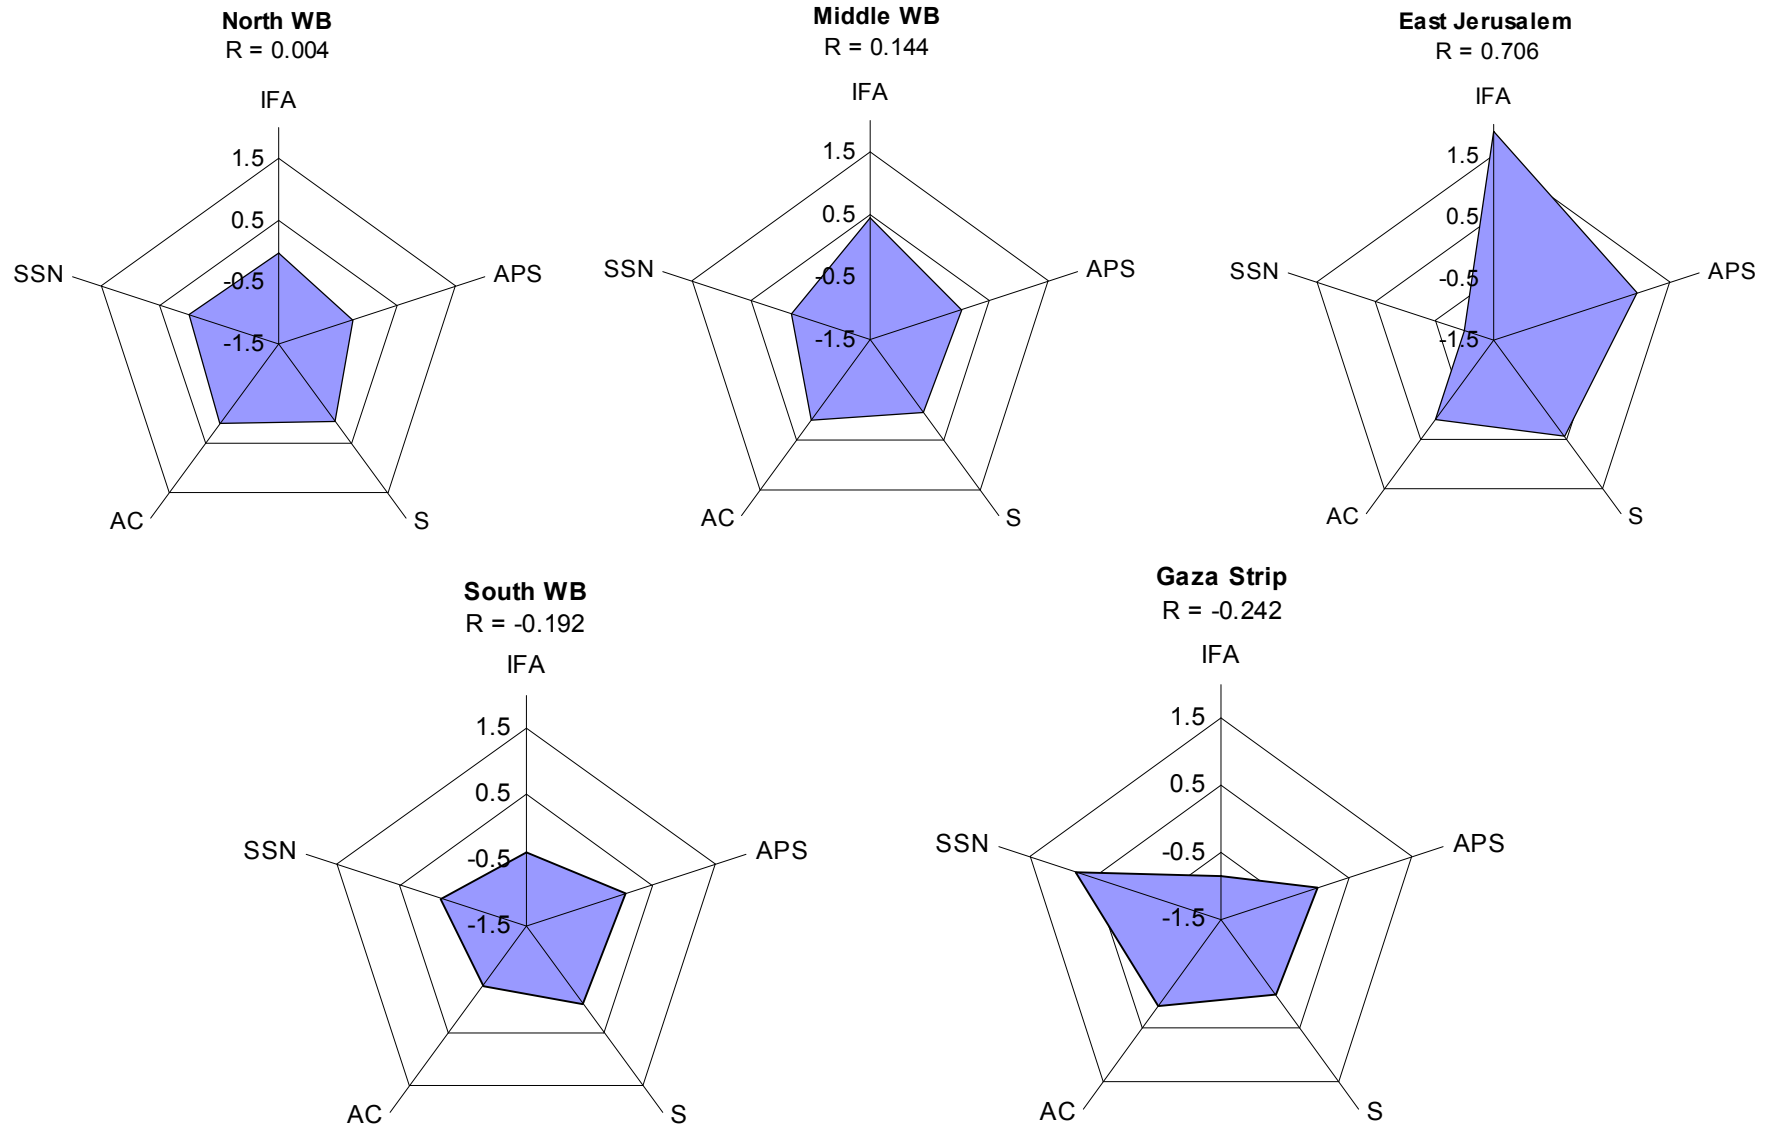 North WB
R = 0.004
IFA
1.5
0.5
-0.5
-1.5
SSN
APS
AC
S
Middle WB
R = 0.144
IFA
1.5
0.5
-0.5
-1.5
SSN
APS
AC
S
East Jerusalem
R = 0.706
IFA
1.5
0.5
-0.5
-1.5
SSN
APS
AC
S
South WB
R = -0.192
IFA
1.5
0.5
-0.5
-1.5
SSN
APS
AC
S
Gaza Strip
R = -0.242
IFA
1.5
0.5
-0.5
-1.5
SSN
APS
AC
S